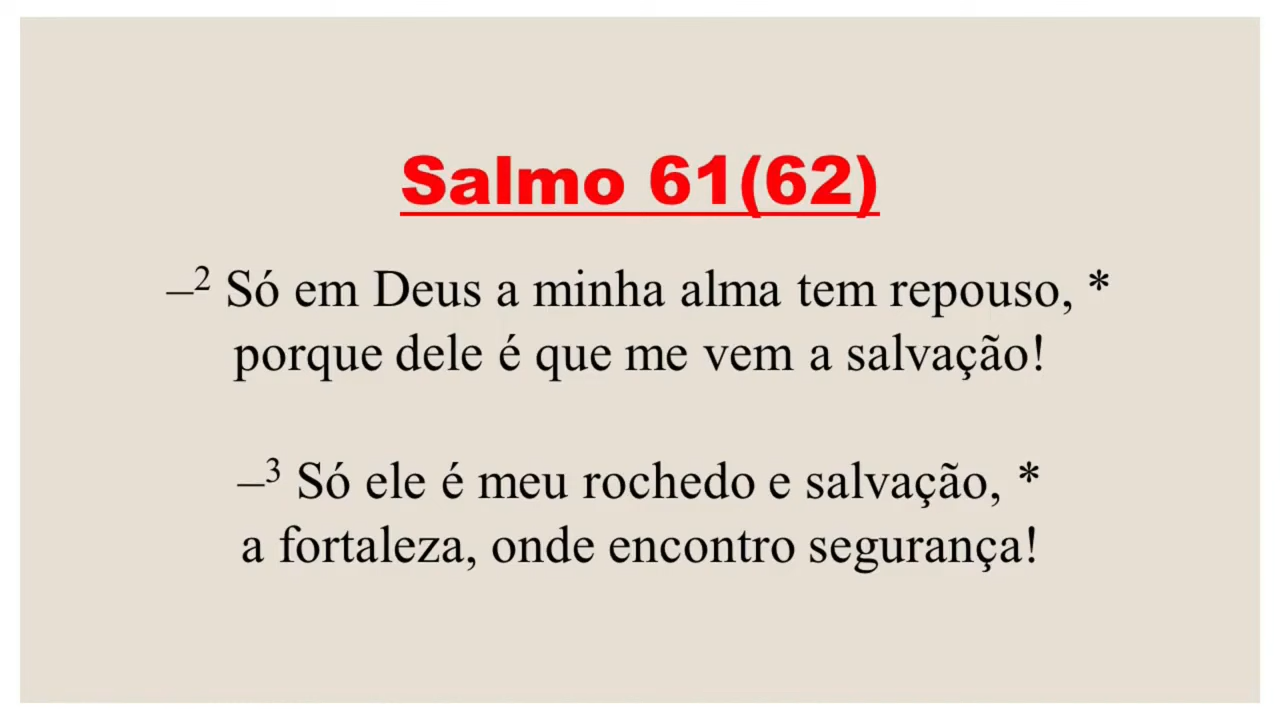 Salmo 61(62)
–² Só em Deus a minha alma tem repouso, *
porque dele é que me vem a salvação!
–³ Só ele é meu rochedo e salvação, *
a fortaleza, onde encontro segurança!